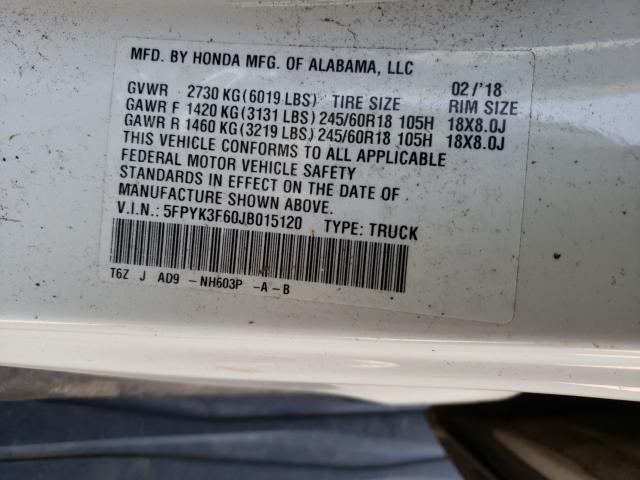 MFD. BY HONDA MFG. OF ALABAMA, LLC
02/'18
GVWR 2730 KG(6019 LBS) TIRE SIZE RIM SIZE
GAWR F 1420 KG(3131 LBS) 245/60R18 105H 18X8.0J
GAWR R 1460 KG(3219 LBS) 245/60R18 105H 18X8.0J
THIS VEHICLE CONFORMS TO ALL APPLICABLE
FEDERAL MOTOR VEHICLE SAFETY
STANDARDS IN EFFECT ON THE DATE OF
MANUFACTURE SHOWN ABOVE.
V.I.N.: 5FPYK3F60JB015120 TYPE: TRUCK
T6Z J AD9 -NH603P -A-B